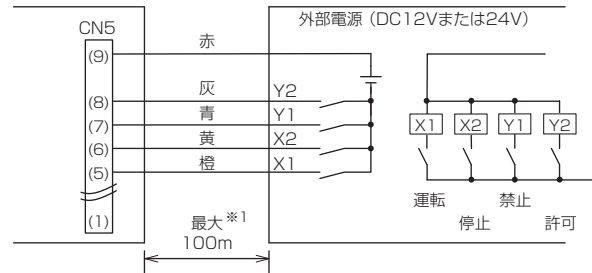 外部電源（DC12Vまたは24V）
CN5
(9) 赤
(8) 灰 Y2
(7) 青 Y1
(6) 黄 X2
(5) 橙 X1
(1)
X1 X2 Y1 Y2
運転 禁止
停止 許可
最大※1
100m